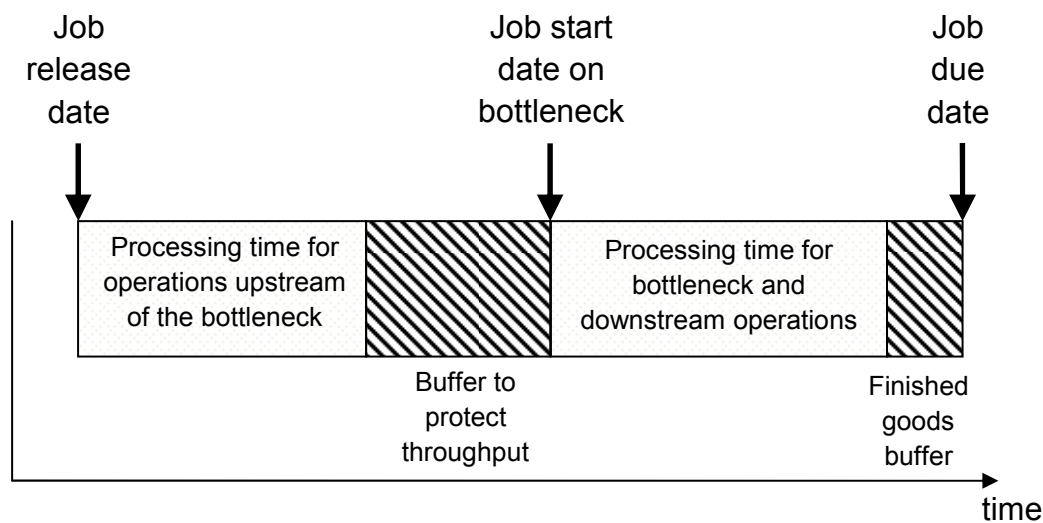 Job
release
date
Job start
date on
bottleneck
Job
due
date
Processing time for
operations upstream
of the bottleneck
Processing time for
bottleneck and
downstream operations
Buffer to
protect
throughput
Finished
goods
buffer
time